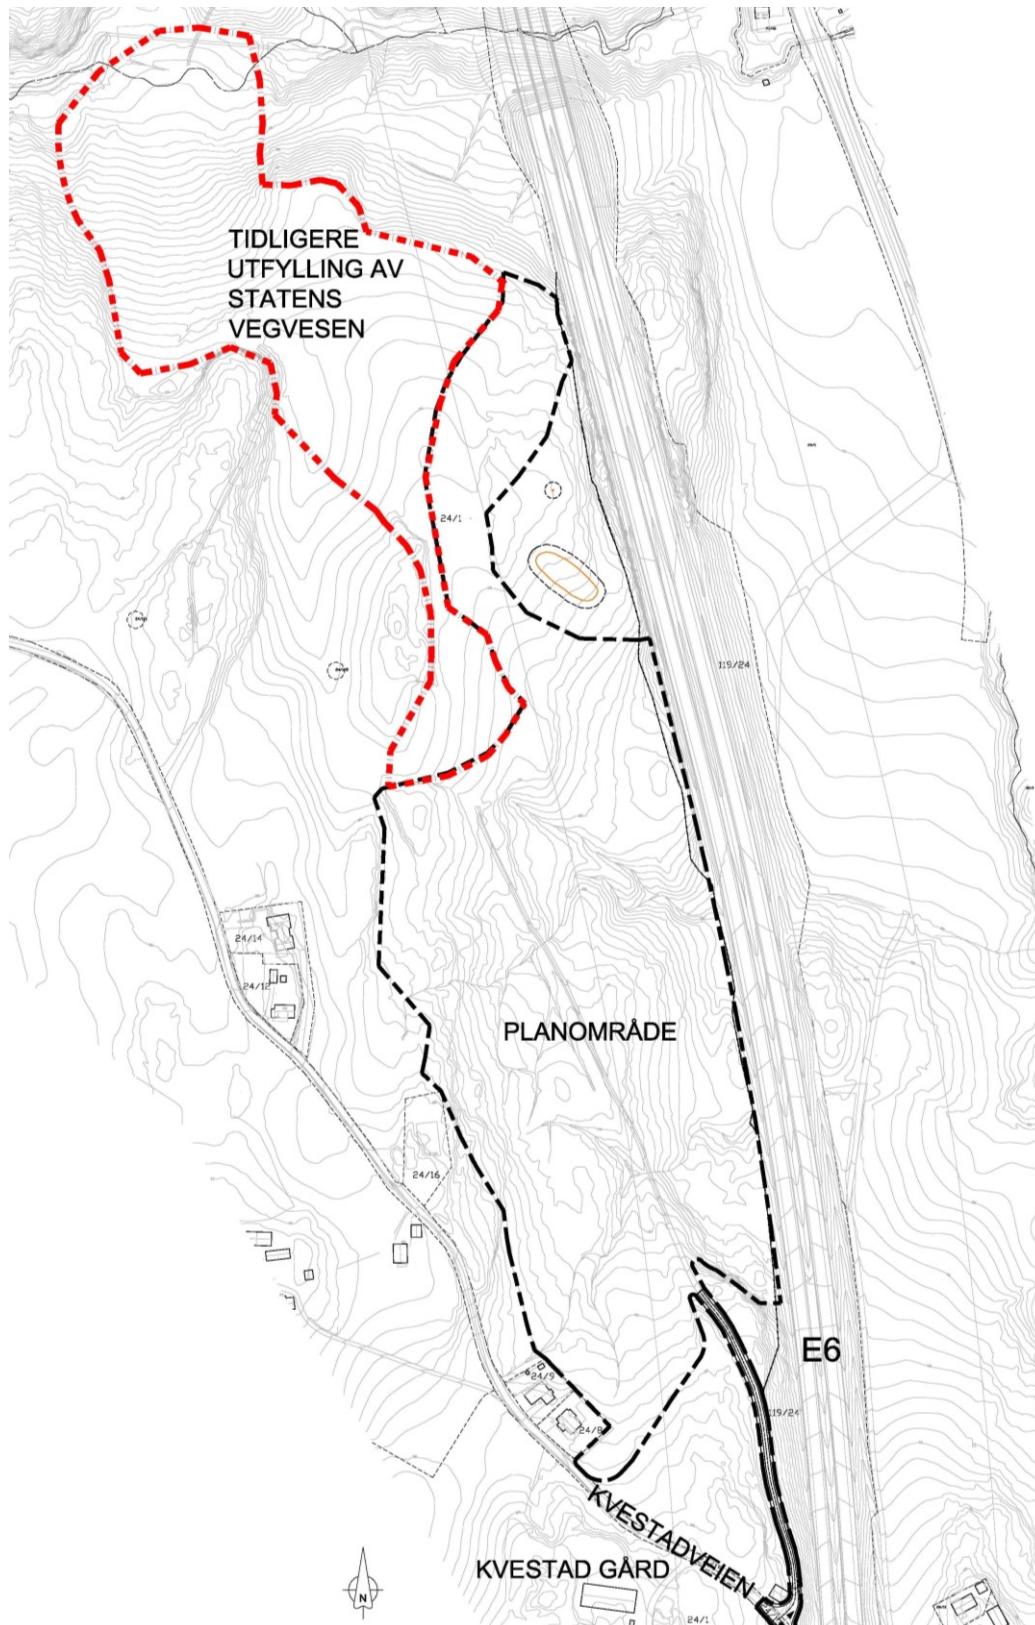 TIDLIGERE
UTFYLLING AV
STATENS
VEGVESEN
24/1
119/24
24/14
24/12
PLANOMRÅDE
24/16
E6
24/9
119/24
24/8
KVESTADVEIEN
KVESTAD GÅRD
N
24/1